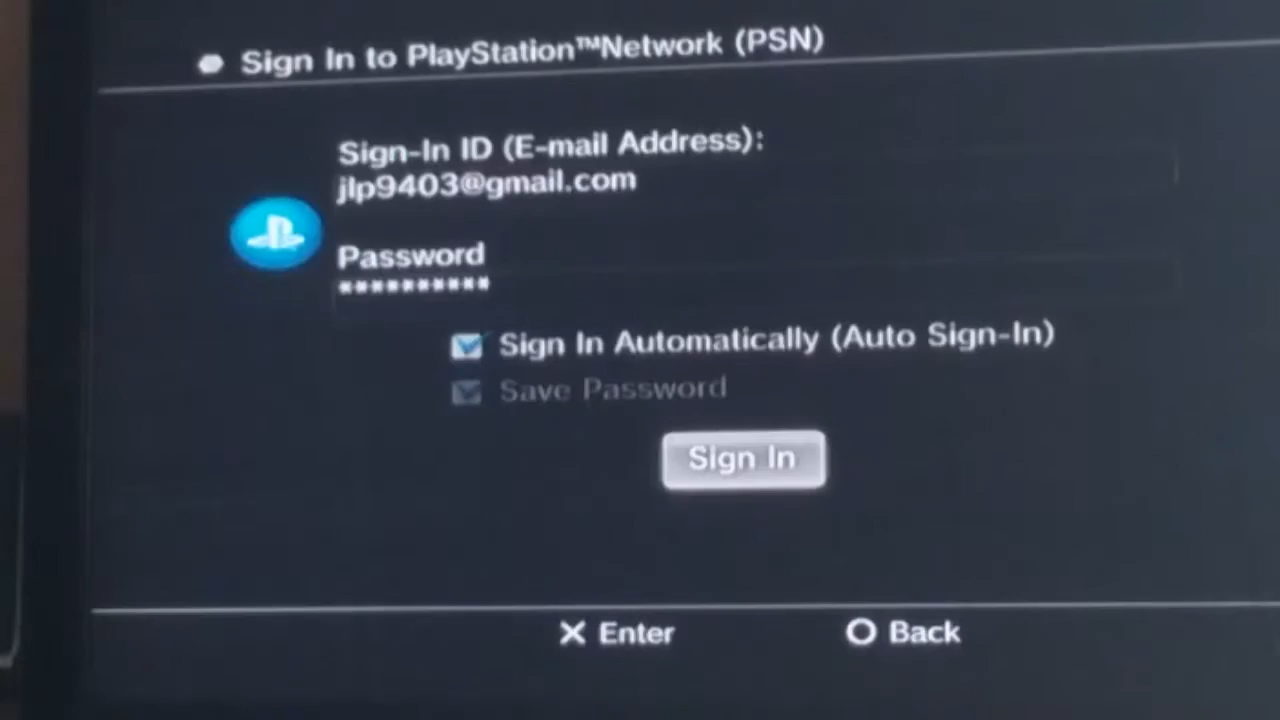 Sign In to PlayStation™Network (PSN)
Sign-In ID (E-mail Address):
jlp9403@gmail.com
Password
**********
Sign In Automatically (Auto Sign-In)
Save Password
Sign In
Enter
Back